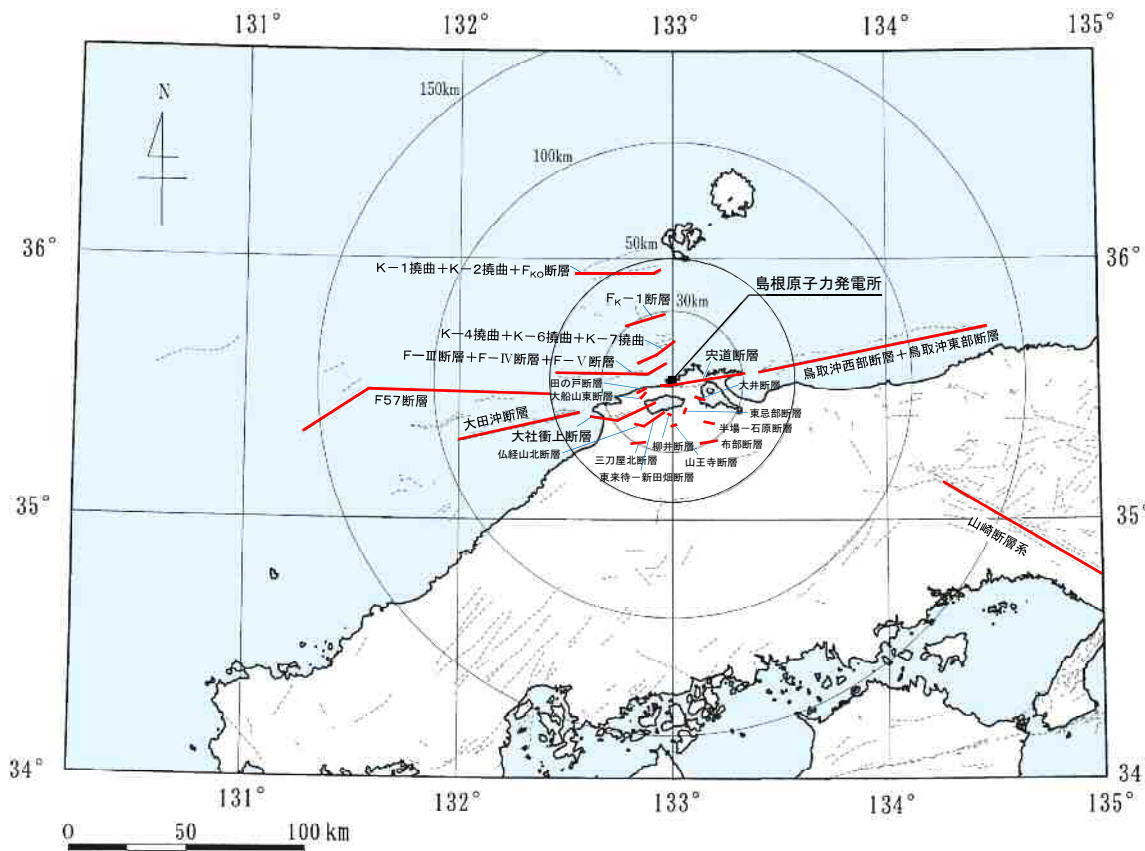 131°
132°
133°
134°
135°
N
150km
100km
50km
30km
36°
36°
島根原子力発電所
K－1撓曲＋K－2撓曲＋FKO断層
FK－1断層
K－4撓曲＋K－6撓曲＋K－7撓曲
F－Ⅲ断層＋F－Ⅳ断層＋F－Ⅴ断層
宍道断層
鳥取沖西部断層＋鳥取沖東部断層
田の戸断層
大井断層
大船山東断層
F57断層
大田沖断層
大社衝上断層
東忌部断層
半場－石原断層
仏経山北断層
柳井断層
布部断層
三刀屋北断層
山王寺断層
東来待－新田畑断層
35°
35°
山崎断層系
34°
34
131°
132°
133°
134°
135°
0
50
100 km